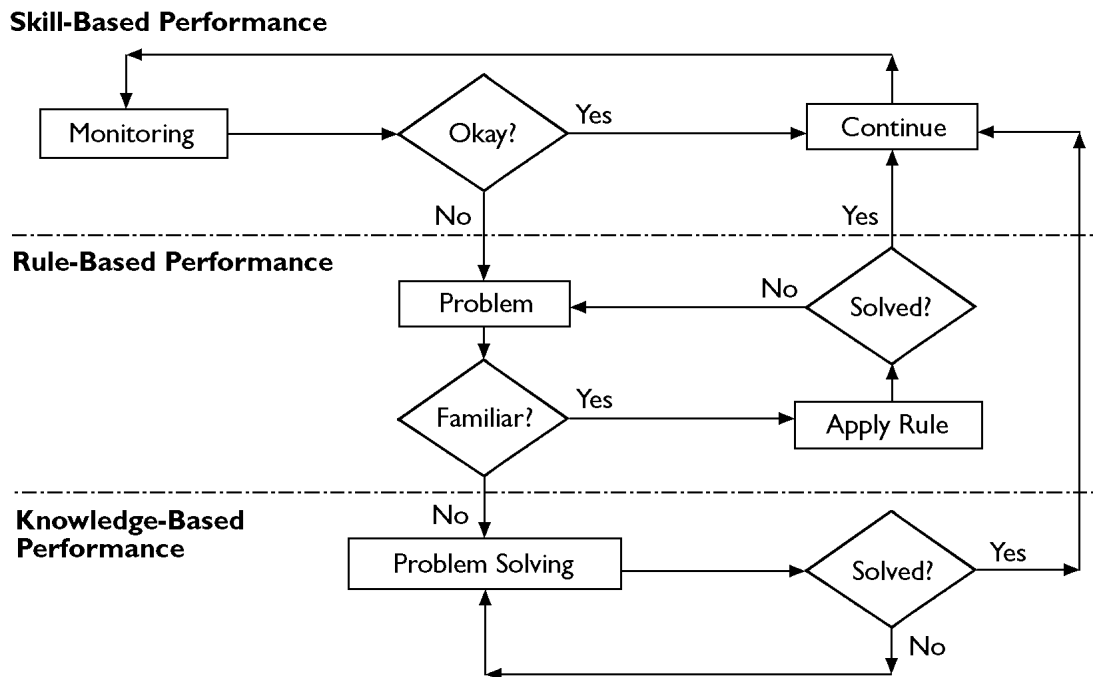 Skill-Based Performance
Monitoring
Okay?
Yes
Continue
No
Yes
Rule-Based Performance
Problem
No
Solved?
Familiar?
Yes
Apply Rule
No
Knowledge-Based
Performance
Problem Solving
Solved?
Yes
No